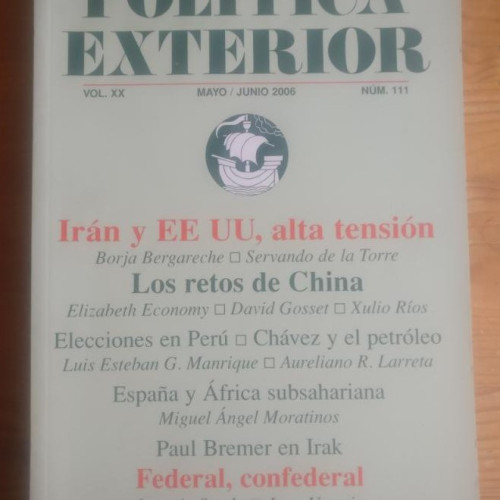 POLÍTICA
EXTERIOR
VOL. XX MAYO / JUNIO 2006 NÚM. 111
Irán y EE UU, alta tensión
Borja Bergareche □ Servando de la Torre
Los retos de China
Elizabeth Economy □ David Gosset □ Xulio Ríos
Elecciones en Perú □ Chávez y el petróleo
Luis Esteban G. Manrique □ Aureliano R. Larreta
España y África subsahariana
Miguel Ángel Moratinos
Paul Bremer en Irak
Federal, confederal